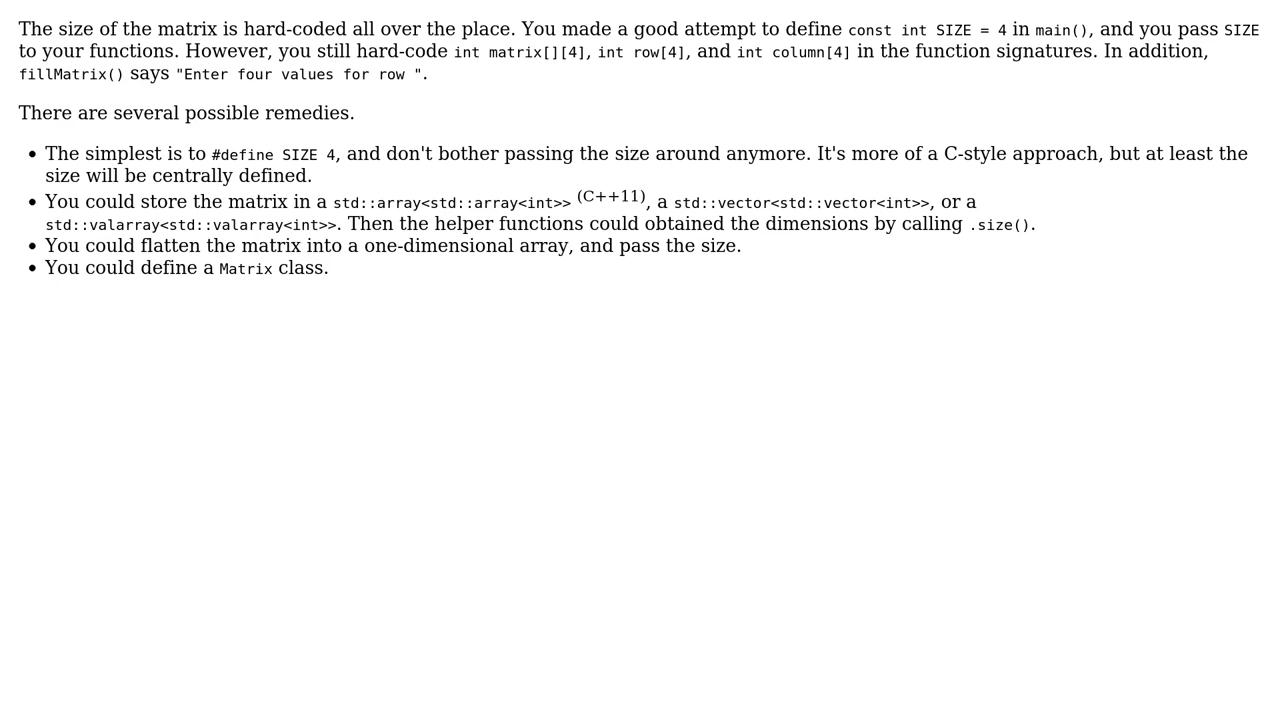 The size of the matrix is hard-coded all over the place. You made a good attempt to define const int SIZE = 4 in main(), and you pass SIZE
to your functions. However, you still hard-code int matrix[][4], int row[4], and int column[4] in the function signatures. In addition,
fillMatrix() says "Enter four values for row ".
There are several possible remedies.
• The simplest is to #define SIZE 4, and don't bother passing the size around anymore. It's more of a C-style approach, but at least the
size will be centrally defined.
• You could store the matrix in a std::array<std::array<int>> (C++11), a std::vector<std::vector<int>>, or a
std::valarray<std::valarray<int>>. Then the helper functions could obtained the dimensions by calling .size().
• You could flatten the matrix into a one-dimensional array, and pass the size.
• You could define a Matrix class.